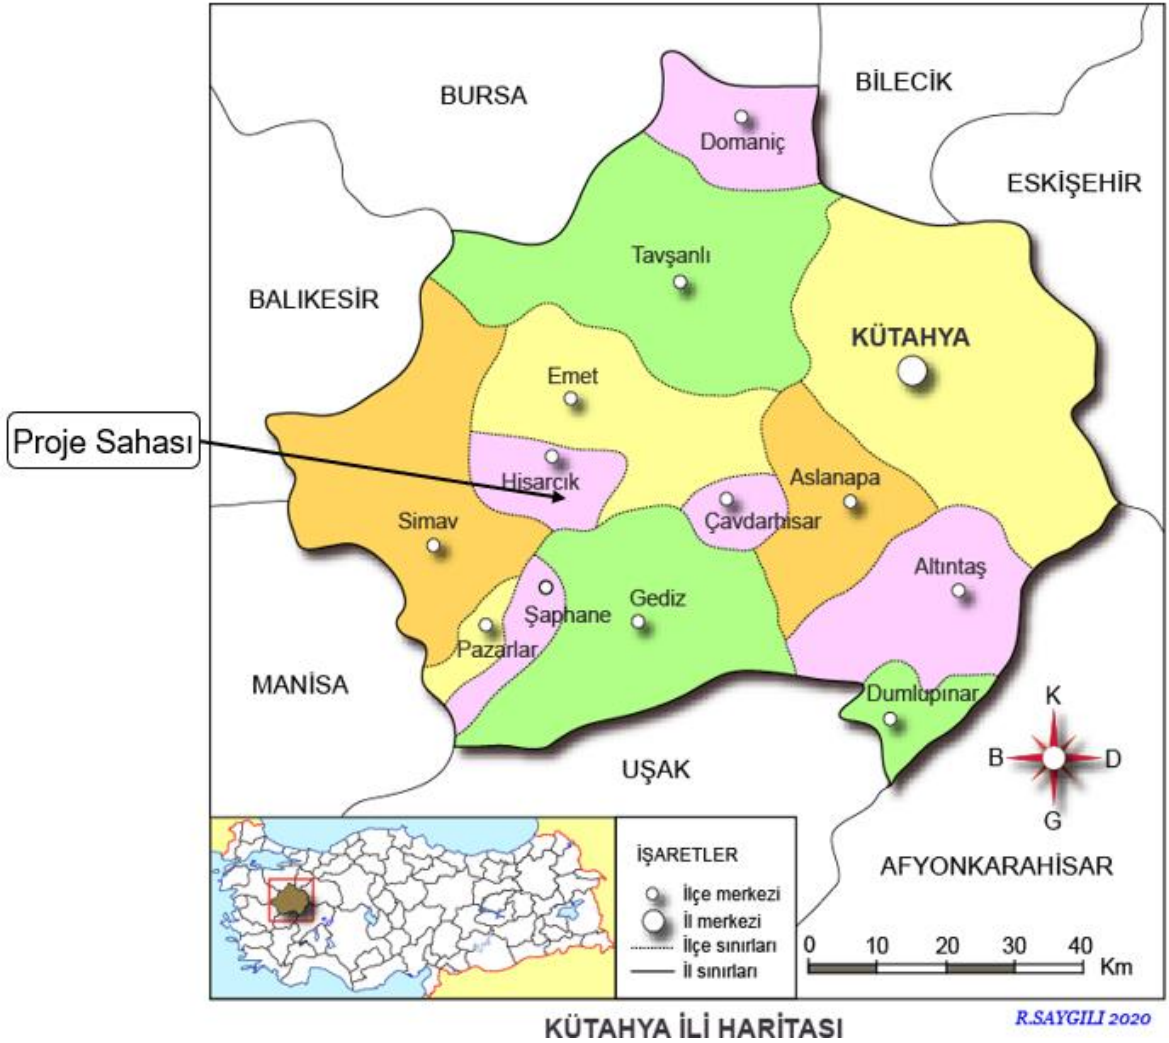 BURSA
BİLECİK
ESKİŞEHİR
Domaniç
Tavşanlı
BALIKESİR
KÜTAHYA
Emet
Proje Sahası
Hisarcık
Aslanapa
Simav
Çavdarhisar
Altıntaş
Şaphane
Gediz
Pazarlar
MANİSA
Dumlupınar
K
B
D
G
UŞAK
AFYONKARAHİSAR
İŞARETLER
İlçe merkezi
İl merkezi
İlçe sınırları
İl sınırları
0 10 20 30 40
Km
KÜTAHYA İLİ HARİTASI
R.SAYGILI 2020